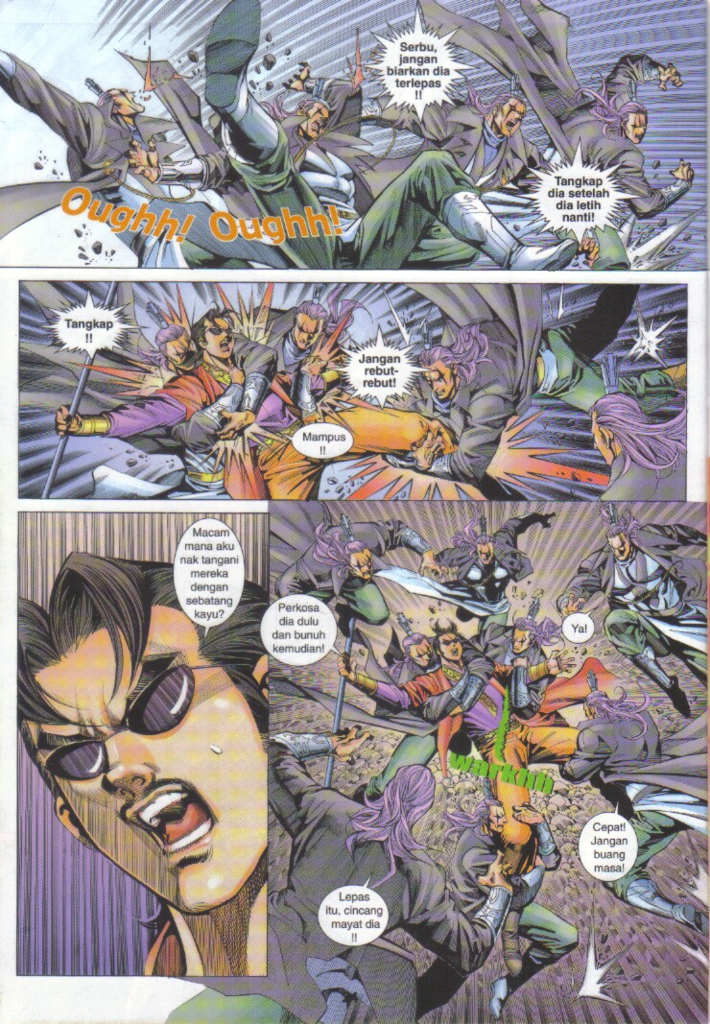 Serbu,
jangan
biarkan dia
terlepas
!!
Tangkap
dia setelah
dia letih
nanti!
Oughh! Oughh!
Tangkap
!!
Jangan
rebut-
rebut!
Mampus
!!
Macam
mana aku
nak tangani
mereka
dengan
sebatang
kayu?
Perkosa
dia dulu
dan bunuh
kemudian!
Ya!
warkhh
Cepat!
Jangan
buang
masa!
Lepas
itu, cincang
mayat dia
!!